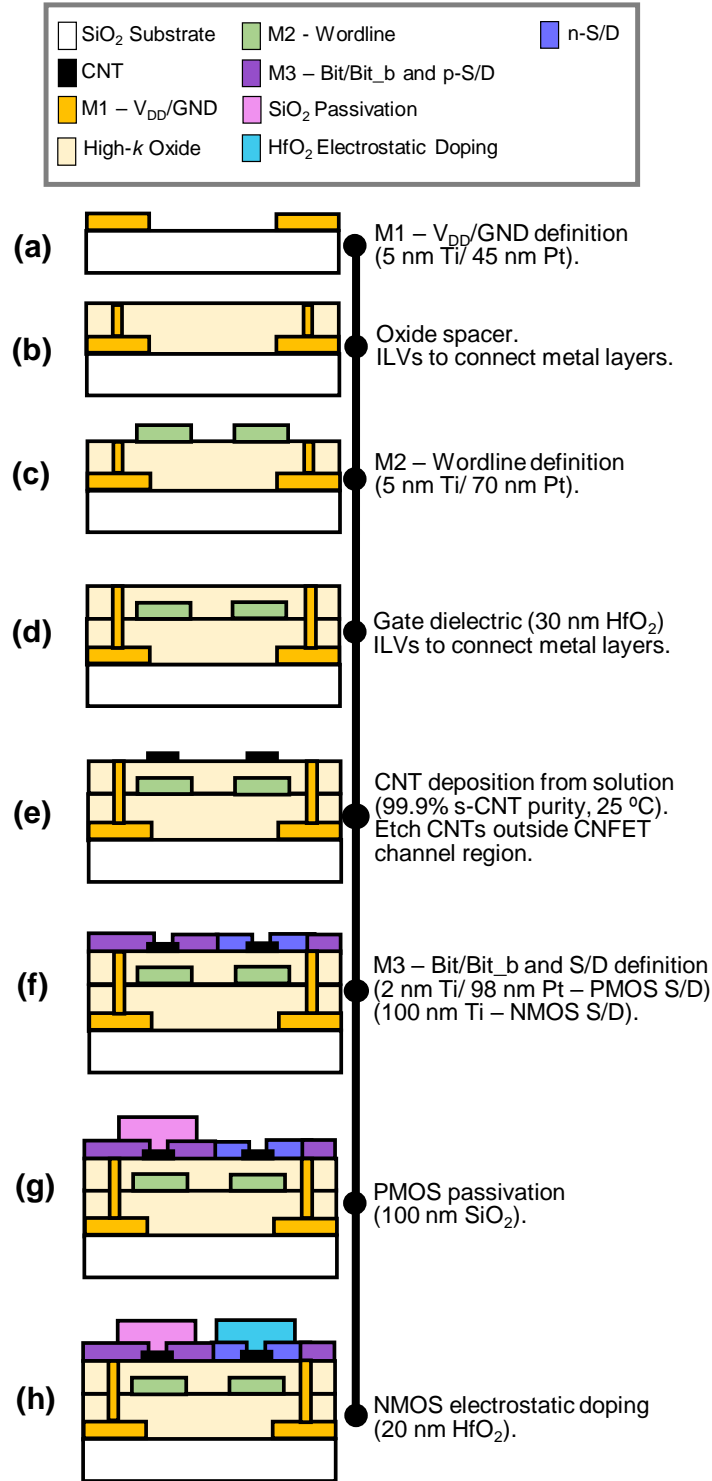 SiO₂ Substrate
CNT
M1 – V_DD/GND
High-k Oxide
M2 - Wordline
M3 – Bit/Bit_b and p-S/D
SiO₂ Passivation
HfO₂ Electrostatic Doping
n-S/D
(a)
M1 – V_DD/GND definition
(5 nm Ti/ 45 nm Pt).
(b)
Oxide spacer.
ILVs to connect metal layers.
(c)
M2 – Wordline definition
(5 nm Ti/ 70 nm Pt).
(d)
Gate dielectric (30 nm HfO₂)
ILVs to connect metal layers.
(e)
CNT deposition from solution
(99.9% s-CNT purity, 25 ºC).
Etch CNTs outside CNFET
channel region.
(f)
M3 – Bit/Bit_b and S/D definition
(2 nm Ti/ 98 nm Pt – PMOS S/D)
(100 nm Ti – NMOS S/D).
(g)
PMOS passivation
(100 nm SiO₂).
(h)
NMOS electrostatic doping
(20 nm HfO₂).